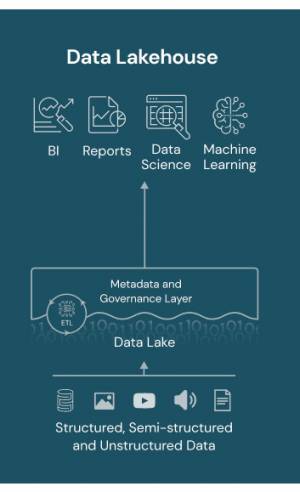 Data Lakehouse
BI
Reports
Data
Science
Machine
Learning
Metadata and
Governance Layer
ETL
Data Lake
Structured, Semi-structured
and Unstructured Data